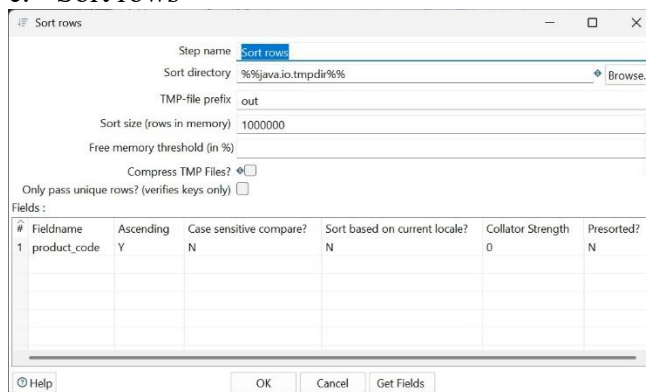 c. Sort rows
Sort rows
Step name Sort rows
Sort directory %%java.io.tmpdir%% Browse.
TMP-file prefix out
Sort size (rows in memory) 1000000
Free memory threshold (in %)
Compress TMP Files?
Only pass unique rows? (verifies keys only)
Fields :
# Fieldname Ascending Case sensitive compare? Sort based on current locale? Collator Strength Presorted?
1 product_code Y N N 0 N
Help OK Cancel Get Fields